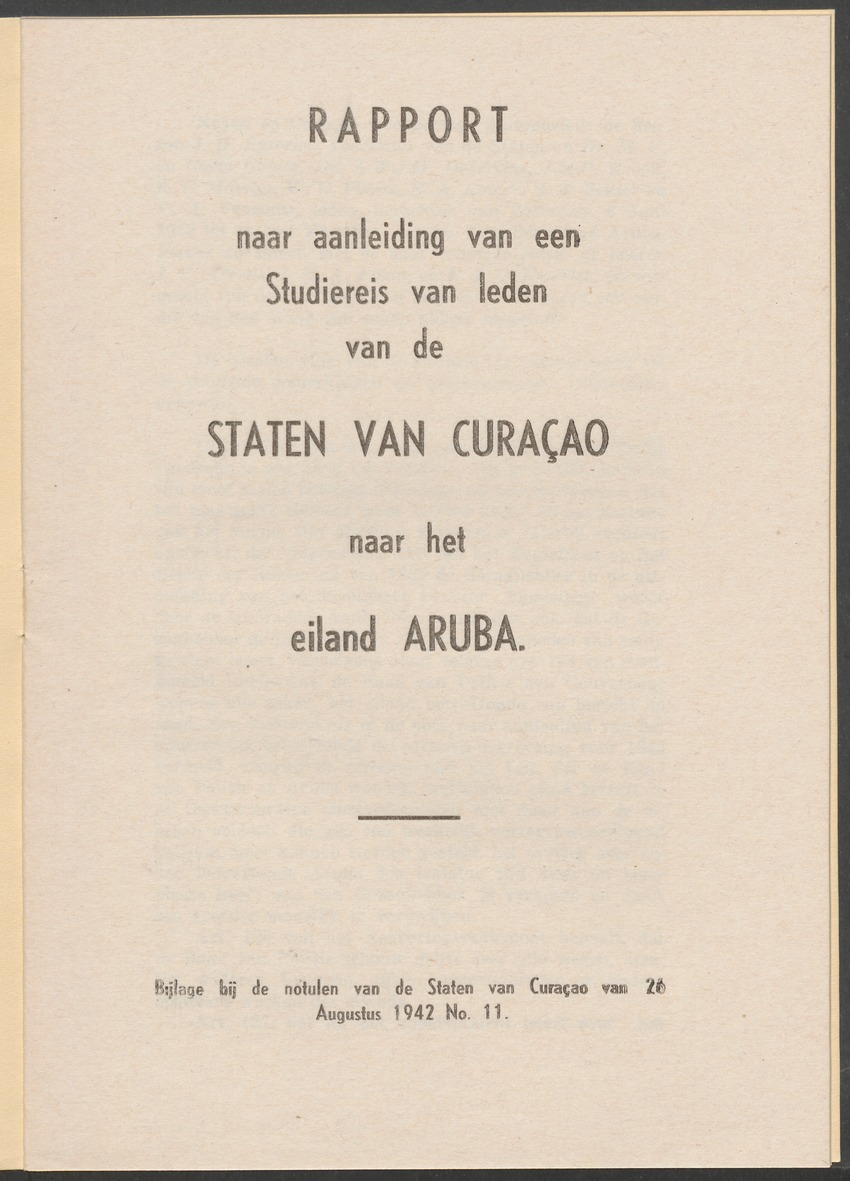 RAPPORT
naar aanleiding van een
Studiereis van leden
van de
STATEN VAN CURAÇAO
naar het
eiland ARUBA.
Bijlage bij de notulen van de Staten van Curaçao van 26
Augustus 1942 No. 11.